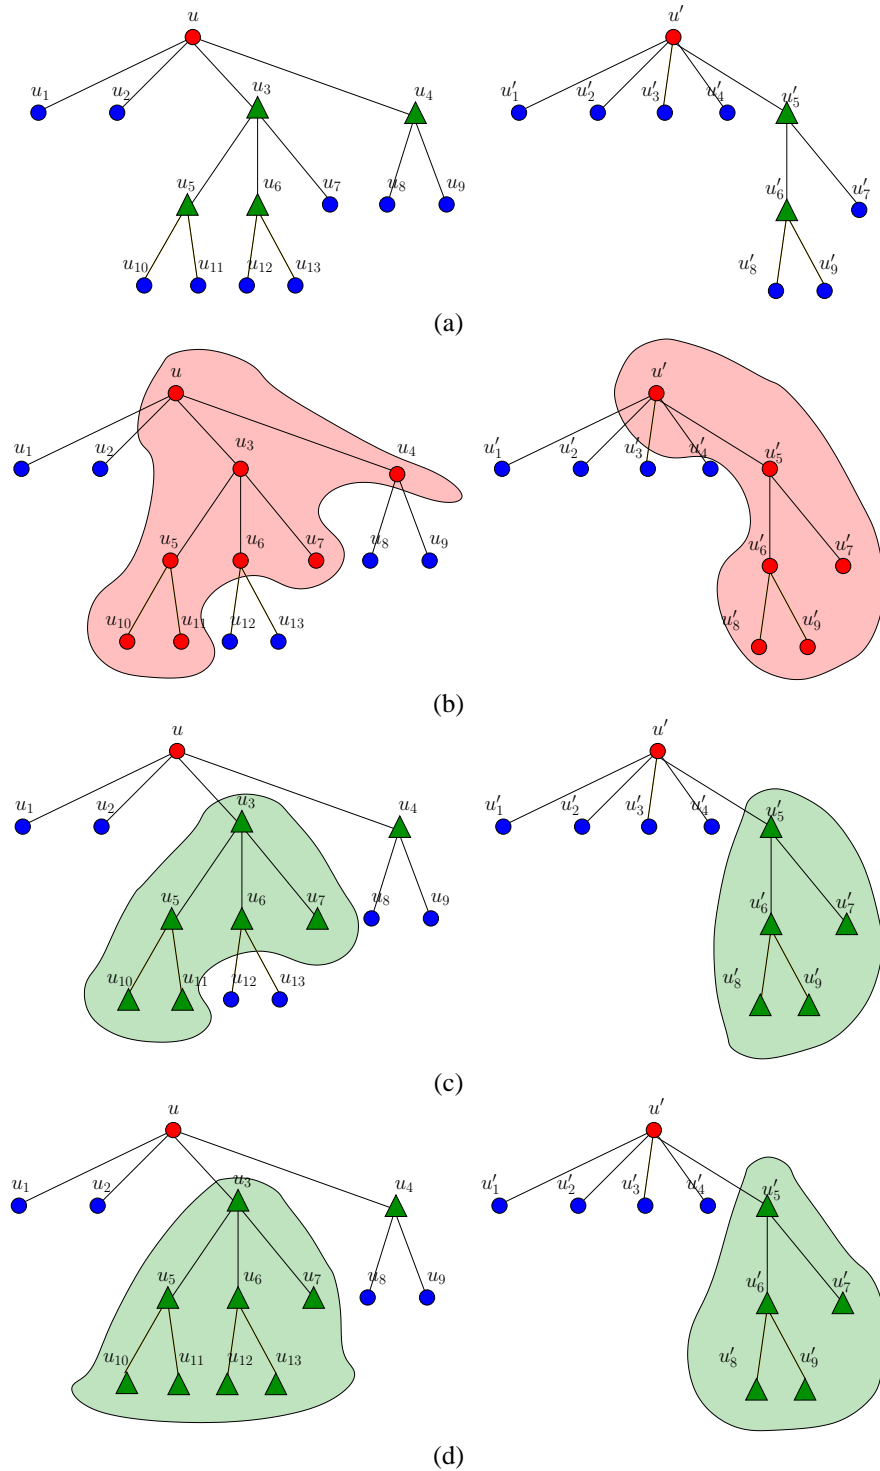 u u′
u₁ u₂ u₃ u₄ u′₁ u′₂ u′₃ u′₄ u′₅
u₅ u₆ u₇ u₈ u₉ u′₆ u′₇
u₁₀ u₁₁ u₁₂ u₁₃ u′₈ u′₉
(a)
u u′
u₁ u₂ u₃ u₄ u′₁ u′₂ u′₃ u′₄ u′₅
u₅ u₆ u₇ u₈ u₉ u′₆ u′₇
u₁₀ u₁₁ u₁₂ u₁₃ u′₈ u′₉
(b)
u u′
u₁ u₂ u₃ u₄ u′₁ u′₂ u′₃ u′₄ u′₅
u₅ u₆ u₇ u₈ u₉ u′₆ u′₇
u₁₀ u₁₁ u₁₂ u₁₃ u′₈ u′₉
(c)
u u′
u₁ u₂ u₃ u₄ u′₁ u′₂ u′₃ u′₄ u′₅
u₅ u₆ u₇ u₈ u₉ u′₆ u′₇
u₁₀ u₁₁ u₁₂ u₁₃ u′₈ u′₉
(d)